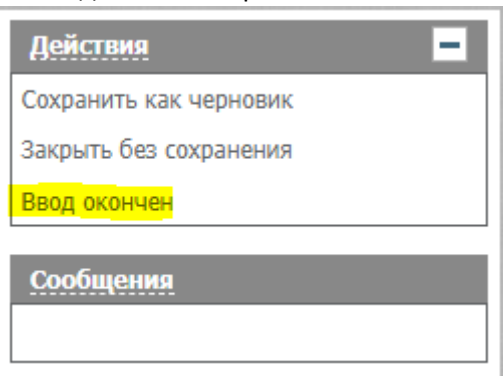 Действия
Сохранить как черновик
Закрыть без сохранения
Ввод окончен
Сообщения